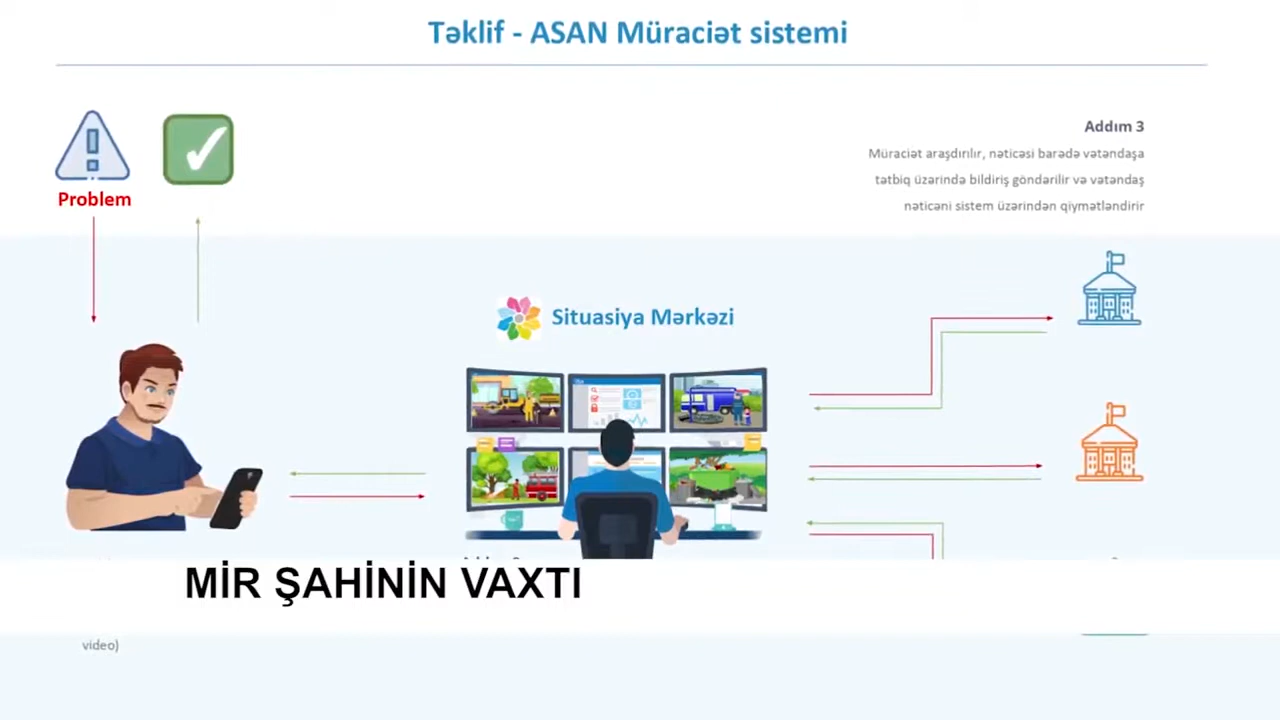 Təklif - ASAN Müraciət sistemi
Problem
Addım 3
Müraciət araşdırılır, nəticəsi barədə vətəndaşa
tətbiq üzərində bildiriş göndərilir və vətəndaş
nəticəni sistem üzərindən qiymətləndirir
Situasiya Mərkəzi
MİR ŞAHİNİN VAXTI
video)